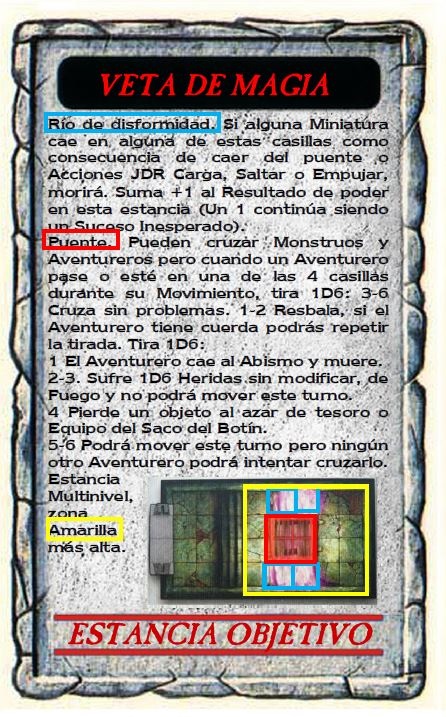 VETA DE MAGIA
Río de disformidad. Si alguna Miniatura
cae en alguna de estas casillas como
consecuencia de caer del puente o
Acciones JDR Carga, Saltar o Empujar,
morirá. Suma +1 al Resultado de poder
en esta estancia (Un 1 continúa siendo
un Suceso Inesperado).
Puente. Pueden cruzar Monstruos y
Aventureros pero cuando un Aventurero
pase o esté en una de las 4 casillas
durante su Movimiento, tira 1D6: 3-6
Cruza sin problemas. 1-2 Resbala, si el
Aventurero tiene cuerda podrás repetir
la tirada. Tira 1D6:
1 El Aventurero cae al Abismo y muere.
2-3. Sufre 1D6 Heridas sin modificar, de
Fuego y no podrá mover este turno.
4 Pierde un objeto al azar de tesoro o
Equipo del Saco del Botín.
5-6 Podrá mover este turno pero ningún
otro Aventurero podrá intentar cruzarlo.
Estancia
Multinivel,
zona
Amarilla
más alta.
ESTANCIA OBJETIVO